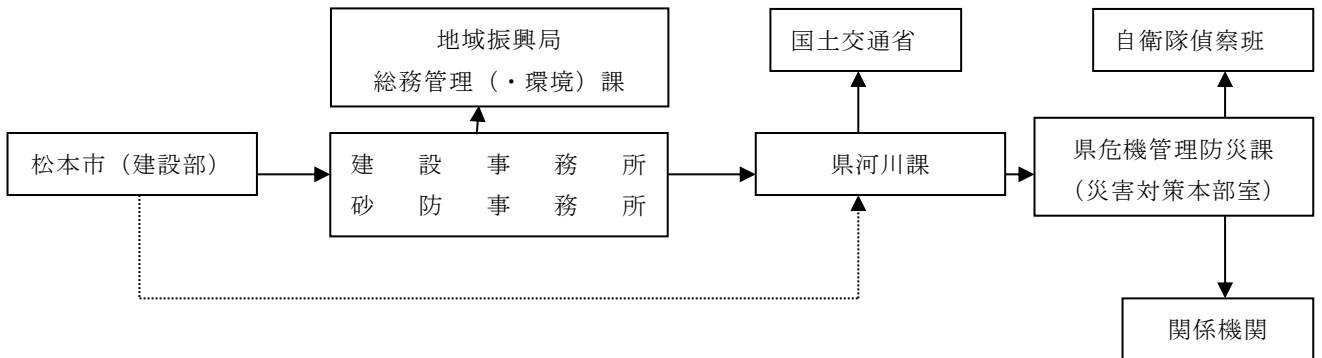 地域振興局
総務管理（・環境）課
国土交通省
自衛隊偵察班
松本市（建設部）
建設事務所
砂防事務所
県河川課
県危機管理防災課
（災害対策本部室）
関係機関